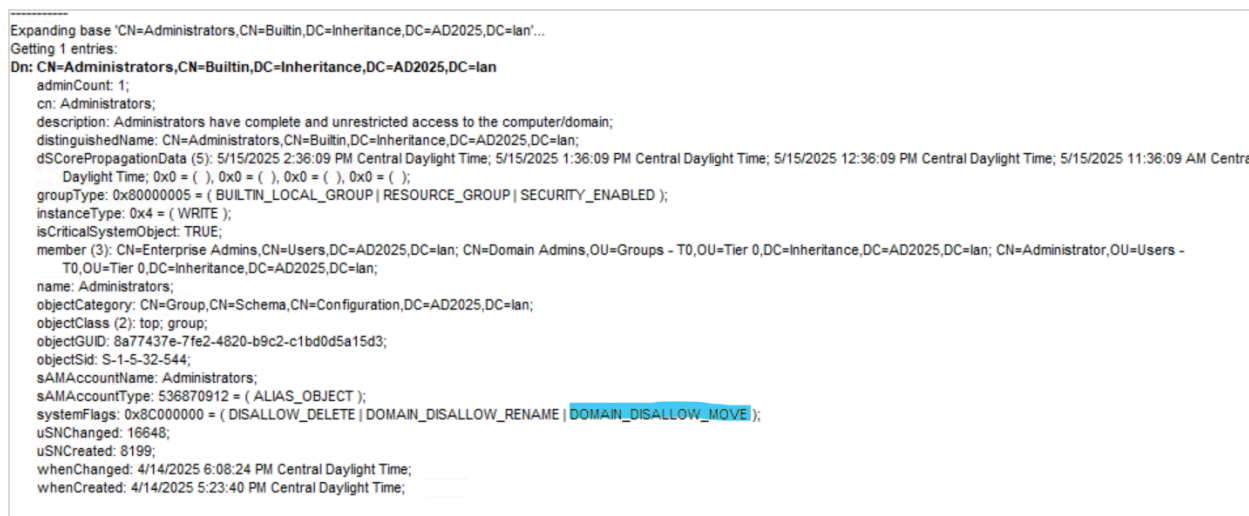 -----------
Expanding base 'CN=Administrators,CN=Builtin,DC=Inheritance,DC=AD2025,DC=lan'...
Getting 1 entries:
Dn: CN=Administrators,CN=Builtin,DC=Inheritance,DC=AD2025,DC=lan
adminCount: 1;
cn: Administrators;
description: Administrators have complete and unrestricted access to the computer/domain;
distinguishedName: CN=Administrators,CN=Builtin,DC=Inheritance,DC=AD2025,DC=lan;
dSCorePropagationData (5): 5/15/2025 2:36:09 PM Central Daylight Time; 5/15/2025 1:36:09 PM Central Daylight Time; 5/15/2025 12:36:09 PM Central Daylight Time; 5/15/2025 11:36:09 AM Centra
Daylight Time; 0x0 = ( ), 0x0 = ( ), 0x0 = ( ), 0x0 = ( );
groupType: 0x80000005 = ( BUILTIN_LOCAL_GROUP | RESOURCE_GROUP | SECURITY_ENABLED );
instanceType: 0x4 = ( WRITE );
isCriticalSystemObject: TRUE;
member (3): CN=Enterprise Admins,CN=Users,DC=AD2025,DC=lan; CN=Domain Admins,OU=Groups - T0,OU=Tier 0,DC=Inheritance,DC=AD2025,DC=lan; CN=Administrator,OU=Users -
T0,OU=Tier 0,DC=Inheritance,DC=AD2025,DC=lan;
name: Administrators;
objectCategory: CN=Group,CN=Schema,CN=Configuration,DC=AD2025,DC=lan;
objectClass (2): top; group;
objectGUID: 8a77437e-7fe2-4820-b9c2-c1bd0d5a15d3;
objectSid: S-1-5-32-544;
sAMAccountName: Administrators;
sAMAccountType: 536870912 = ( ALIAS_OBJECT );
systemFlags: 0x8C000000 = ( DISALLOW_DELETE | DOMAIN_DISALLOW_RENAME | DOMAIN_DISALLOW_MOVE );
uSNChanged: 16648;
uSNCreated: 8199;
whenChanged: 4/14/2025 6:08:24 PM Central Daylight Time;
whenCreated: 4/14/2025 5:23:40 PM Central Daylight Time;